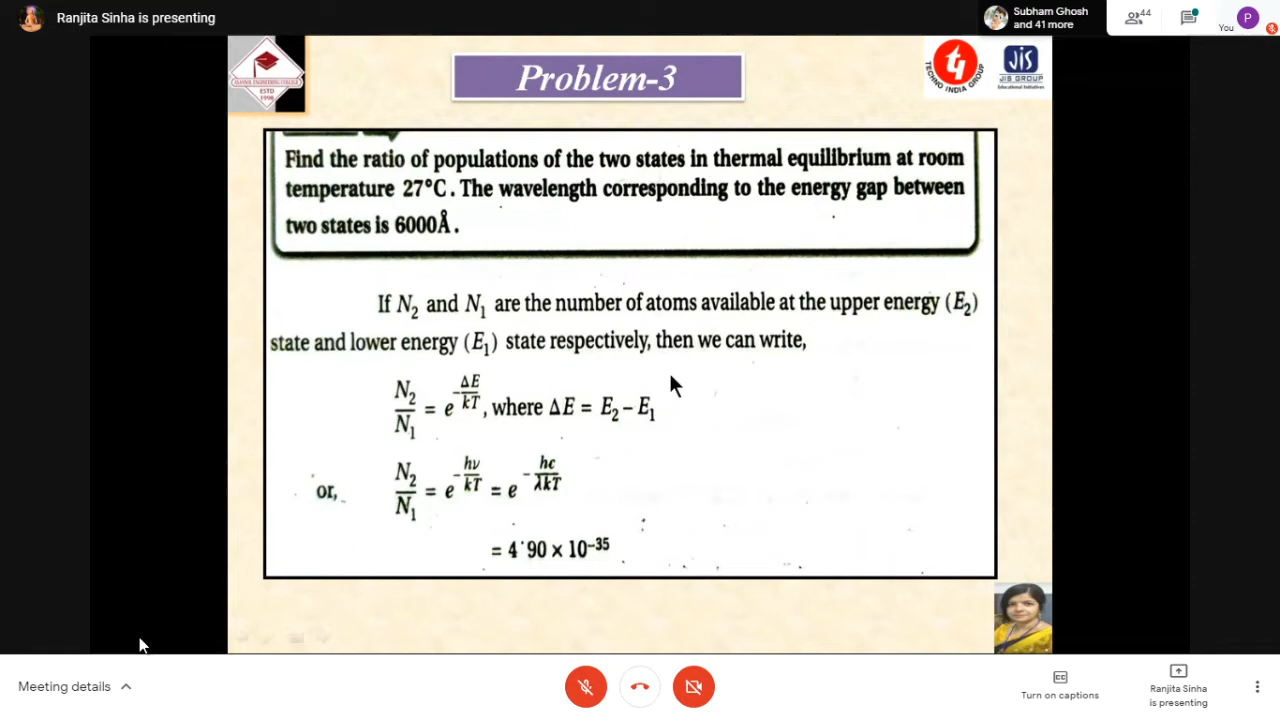 Ranjita Sinha is presenting
Subham Ghosh
and 41 more
44
You
P
Problem-3
ESTD
1998
TECHNO INDIA GROUP
JIS
JIS GROUP
Educational Initiatives
Find the ratio of populations of the two states in thermal equilibrium at room
temperature 27°C. The wavelength corresponding to the energy gap between
two states is 6000Å.
If N₂ and N₁ are the number of atoms available at the upper energy (E₂)
state and lower energy (E₁) state respectively, then we can write,
N₂/N₁ = e^(-ΔE/kT), where ΔE = E₂ – E₁
or, N₂/N₁ = e^(-hν/kT) = e^(-hc/λkT)
= 4·90 × 10⁻³⁵
Meeting details
Turn on captions
Ranjita Sinha
is presenting